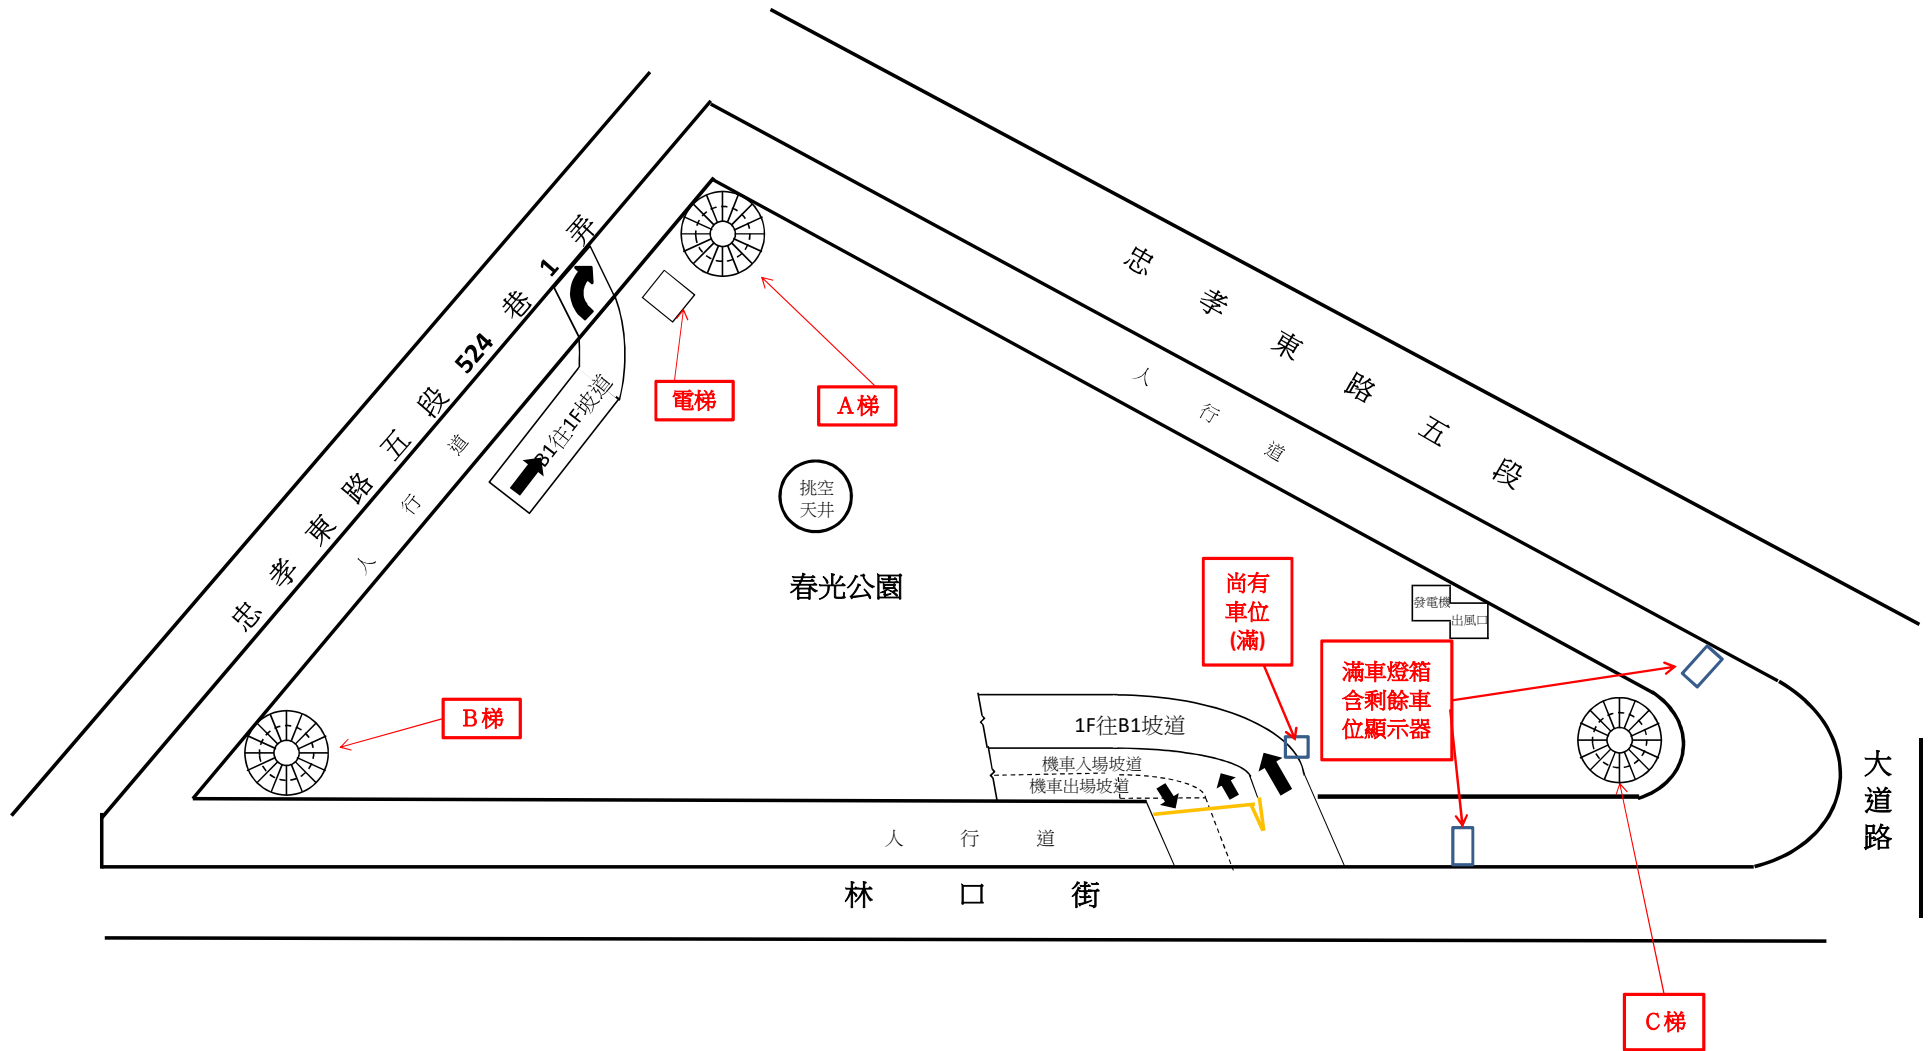 忠孝東路五段524巷1弄
人行道
忠孝東路五段
人行道
B1往1F坡道
電梯
A梯
挑空
天井
春光公園
尚有
車位
(滿)
發電機
出風口
滿車燈箱
含剩餘車
位顯示器
B梯
1F往B1坡道
機車入場坡道
機車出場坡道
大道路
人行道
林口街
C梯